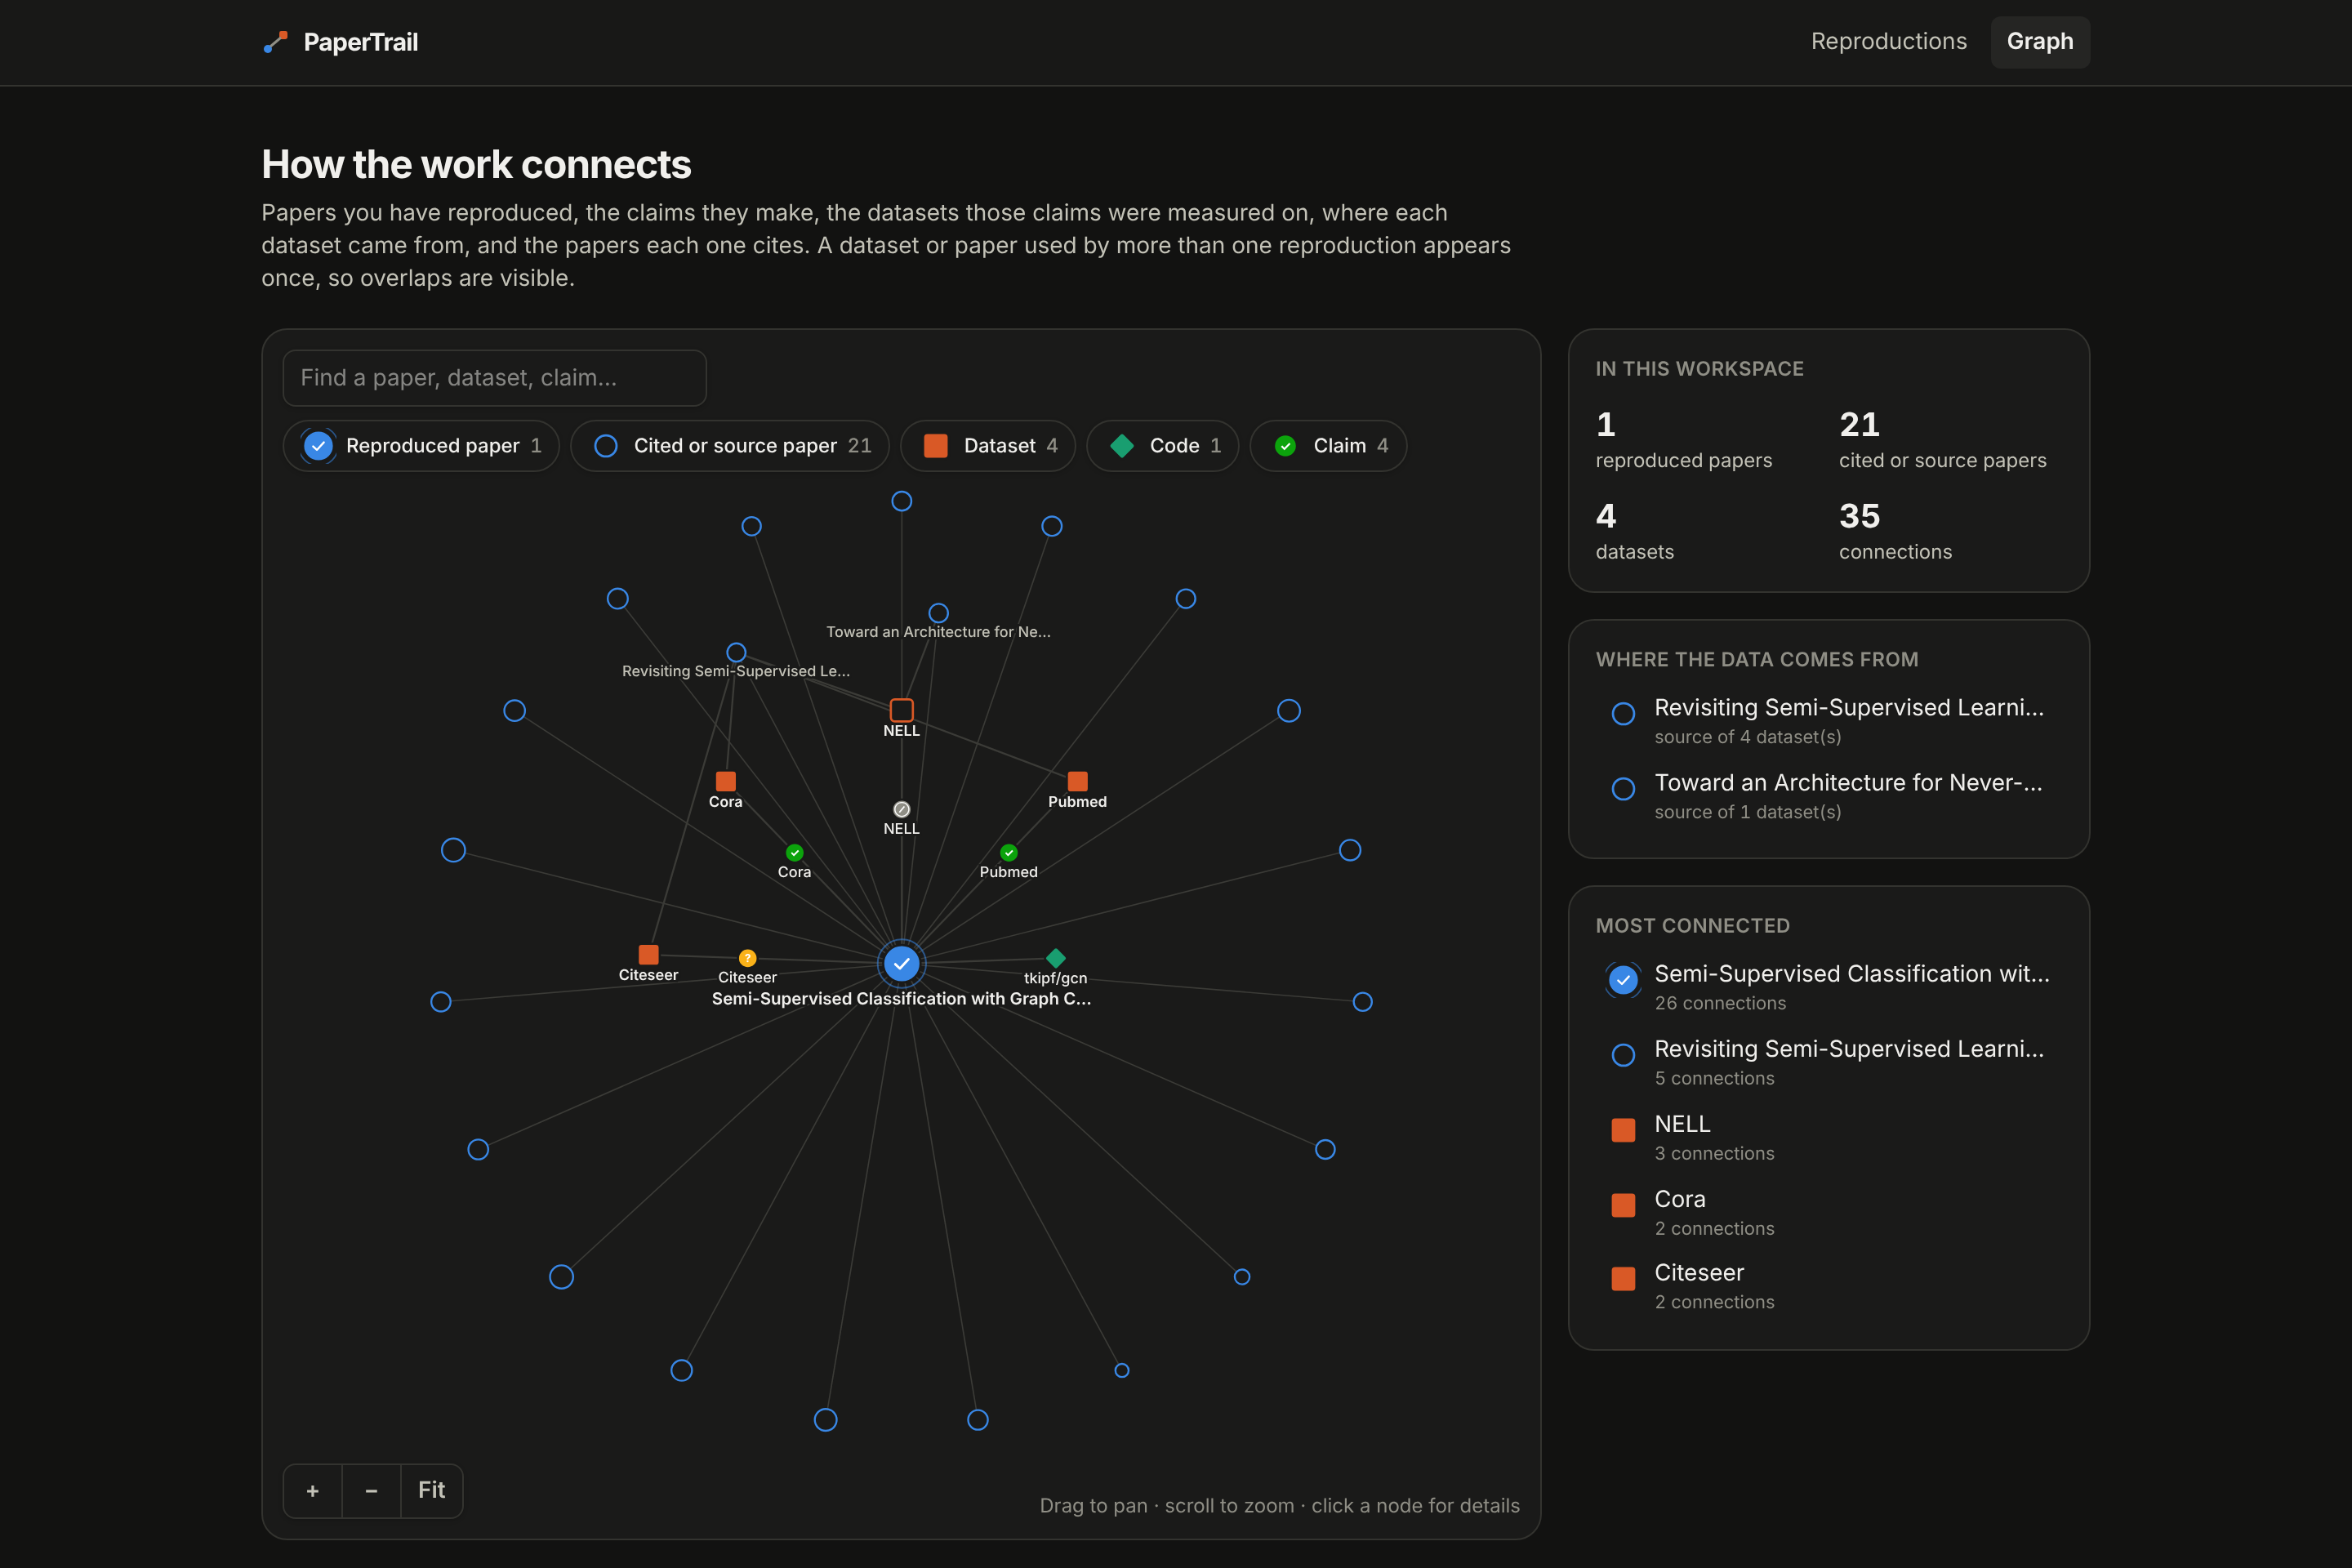 PaperTrail
Reproductions
Graph
How the work connects
Papers you have reproduced, the claims they make, the datasets those claims were measured on, where each
dataset came from, and the papers each one cites. A dataset or paper used by more than one reproduction appears
once, so overlaps are visible.
Find a paper, dataset, claim...
Reproduced paper 1
Cited or source paper 21
Dataset 4
Code 1
Claim 4
Toward an Architecture for Ne...
Revisiting Semi-Supervised Le...
NELL
Cora
Pubmed
NELL
Cora
Pubmed
Citeseer
Citeseer
tkipf/gcn
Semi-Supervised Classification with Graph C...
+
−
Fit
Drag to pan · scroll to zoom · click a node for details
IN THIS WORKSPACE
1
reproduced papers
21
cited or source papers
4
datasets
35
connections
WHERE THE DATA COMES FROM
Revisiting Semi-Supervised Learni...
source of 4 dataset(s)
Toward an Architecture for Never-...
source of 1 dataset(s)
MOST CONNECTED
Semi-Supervised Classification wit...
26 connections
Revisiting Semi-Supervised Learni...
5 connections
NELL
3 connections
Cora
2 connections
Citeseer
2 connections